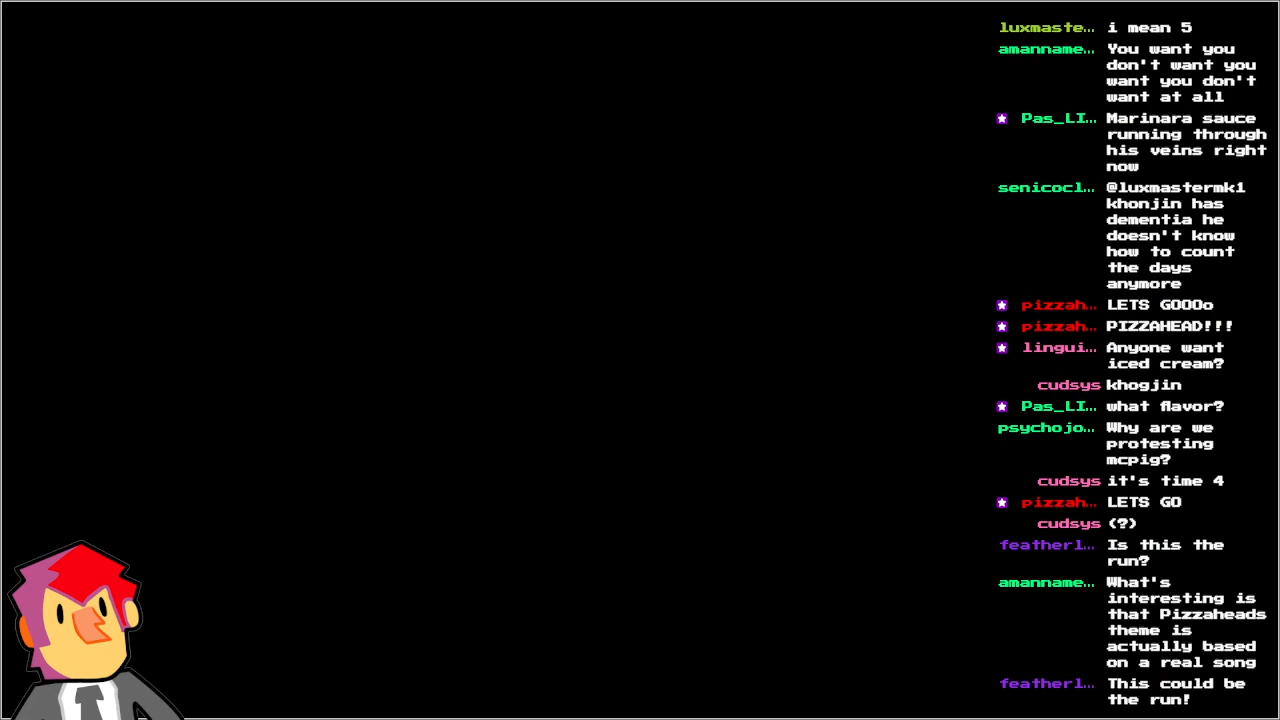 luxmaste... i mean 5
amanname... You want you
don't want you
want you don't
want at all
Pas_LI... Marinara sauce
running through
his veins right
now
senicocl... @luxmastermk1
khonjin has
dementia he
doesn't know
how to count
the days
anymore
pizzah... LETS GOOOo
pizzah... PIZZAHEAD!!!
lingui... Anyone want
iced cream?
cudsys khogjin
Pas_LI... what flavor?
psychojo... Why are we
protesting
mcpig?
cudsys it's time 4
pizzah... LETS GO
cudsys (?)
featherl... Is this the
run?
amanname... What's
interesting is
that Pizzaheads
theme is
actually based
on a real song
featherl... This could be
the run!